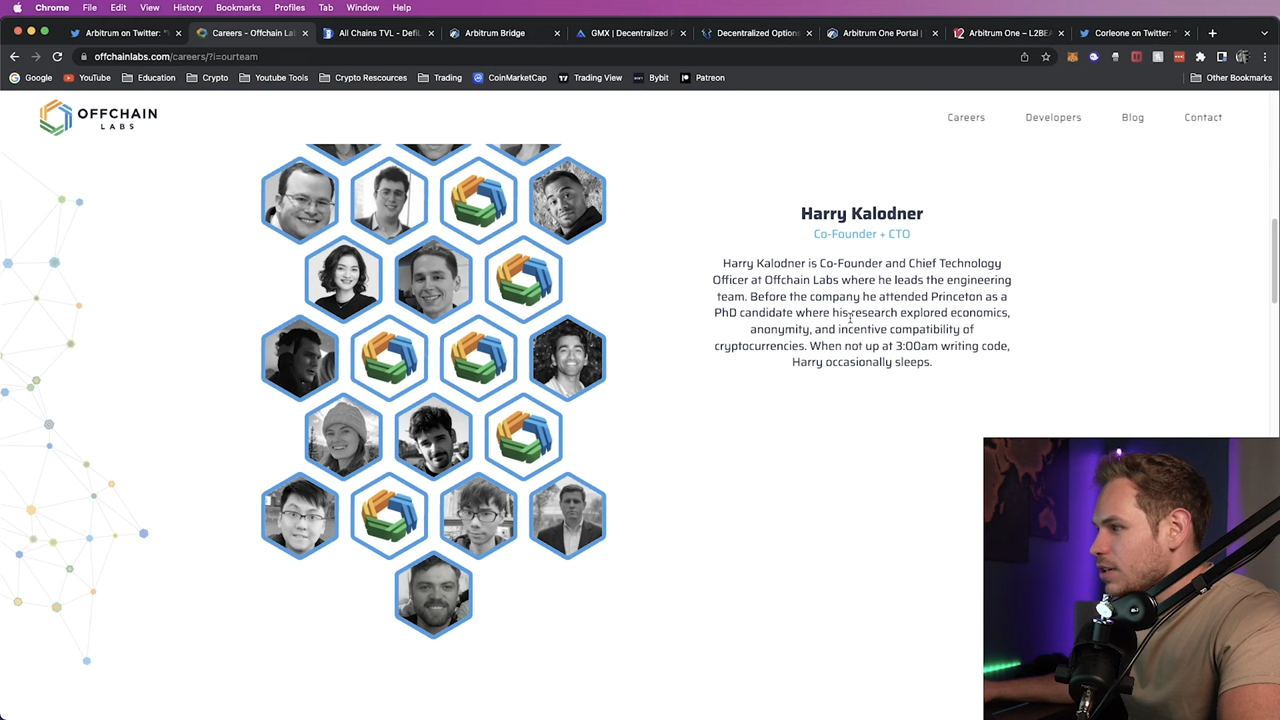 Chrome File Edit View History Bookmarks Profiles Tab Window Help
Arbitrum on Twitter: "
Careers - Offchain Lab
All Chains TVL - DefiL
Arbitrum Bridge
GMX | Decentralized P
Decentralized Options
Arbitrum One Portal |
Arbitrum One – L2BEA
Corleone on Twitter: "
offchainlabs.com/careers/?i=ourteam
Google YouTube Education Crypto Youtube Tools Crypto Rescources Trading CoinMarketCap Trading View Bybit Patreon Other Bookmarks
OFFCHAIN
LABS
Careers Developers Blog Contact
Harry Kalodner
Co-Founder + CTO
Harry Kalodner is Co-Founder and Chief Technology
Officer at Offchain Labs where he leads the engineering
team. Before the company he attended Princeton as a
PhD candidate where his research explored economics,
anonymity, and incentive compatibility of
cryptocurrencies. When not up at 3:00am writing code,
Harry occasionally sleeps.